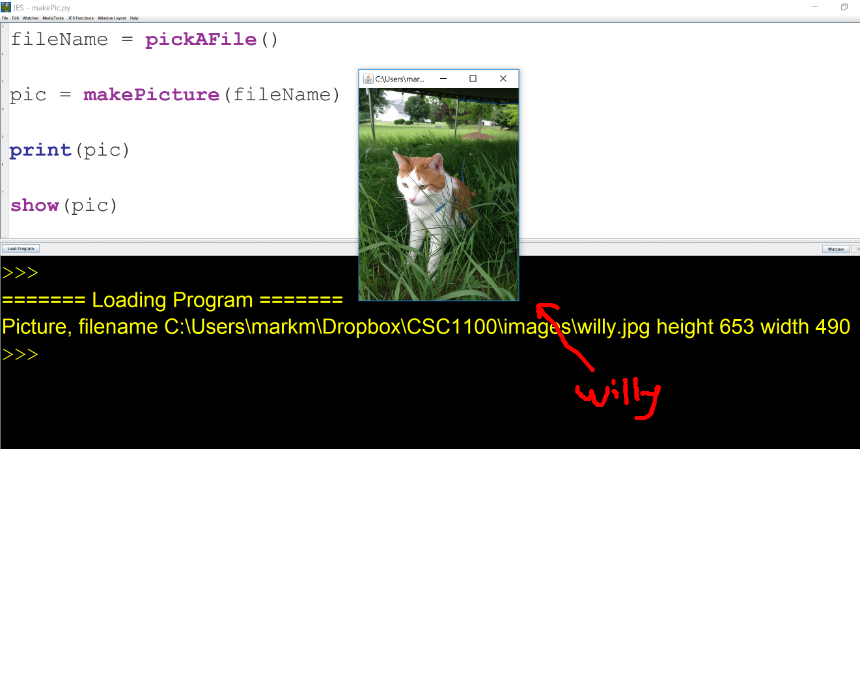 JES - makePic.py
File Edit Watcher MediaTools JES Functions Window Layout Help
fileName = pickAFile()
pic = makePicture(fileName)
print(pic)
show(pic)
C:\Users\mar...
Load Program
Watcher
>>>
======= Loading Program =======
Picture, filename C:\Users\markm\Dropbox\CSC1100\images\willy.jpg height 653 width 490
>>>
willy